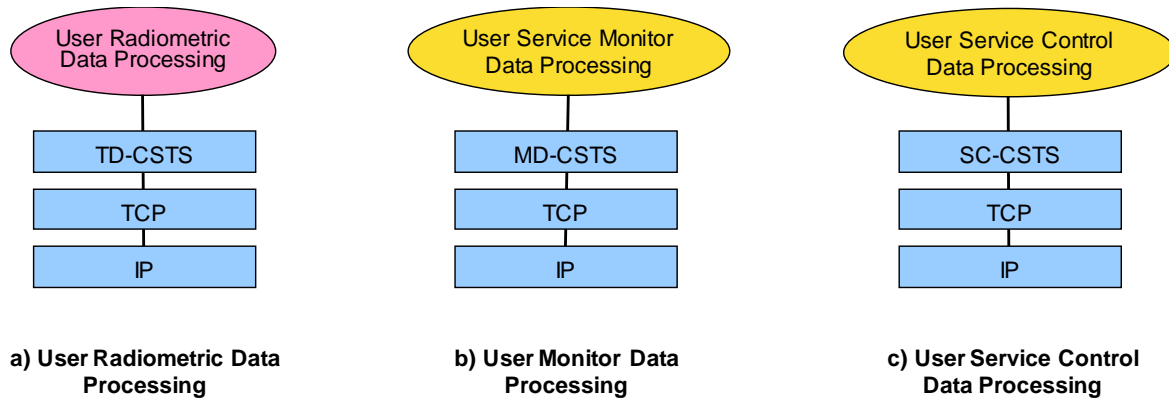 User Radiometric
Data Processing
TD-CSTS
TCP
IP
a) User Radiometric Data
Processing
User Service Monitor
Data Processing
MD-CSTS
TCP
IP
b) User Monitor Data
Processing
User Service Control
Data Processing
SC-CSTS
TCP
IP
c) User Service Control
Data Processing